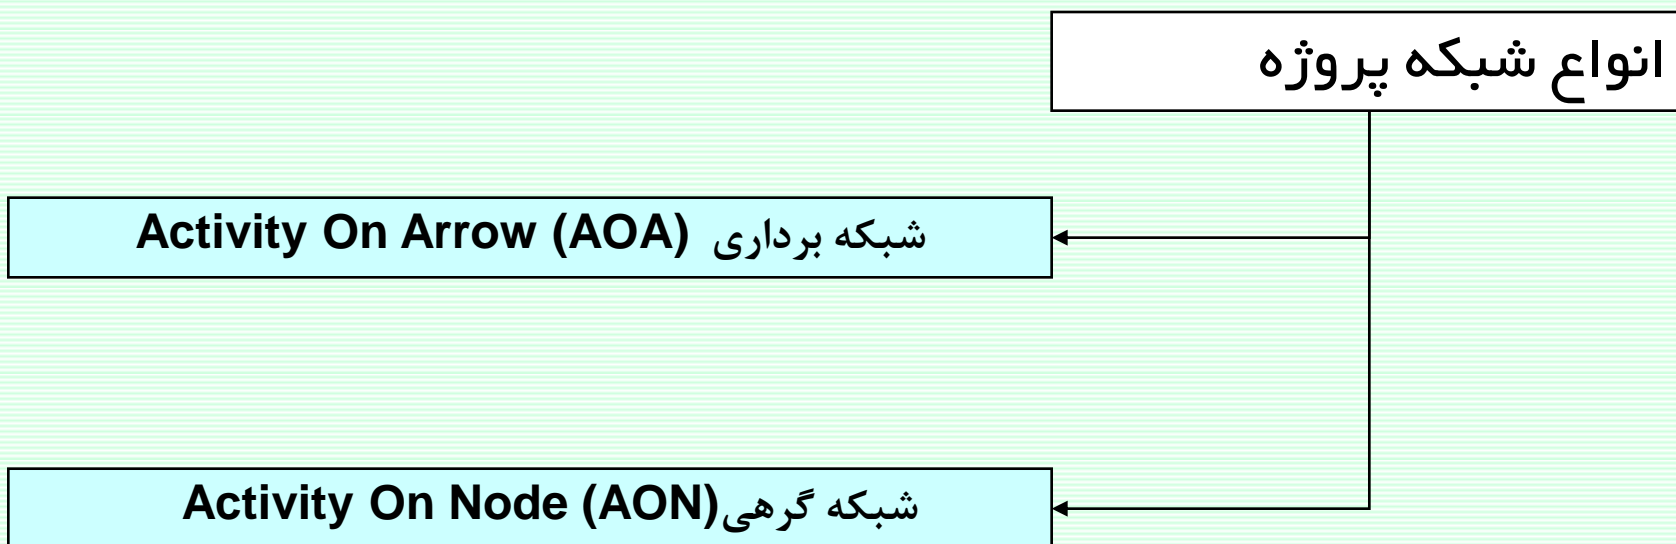 انواع شبکه پروژه
شبکه برداری Activity On Arrow (AOA)
شبکه گرهی Activity On Node (AON)